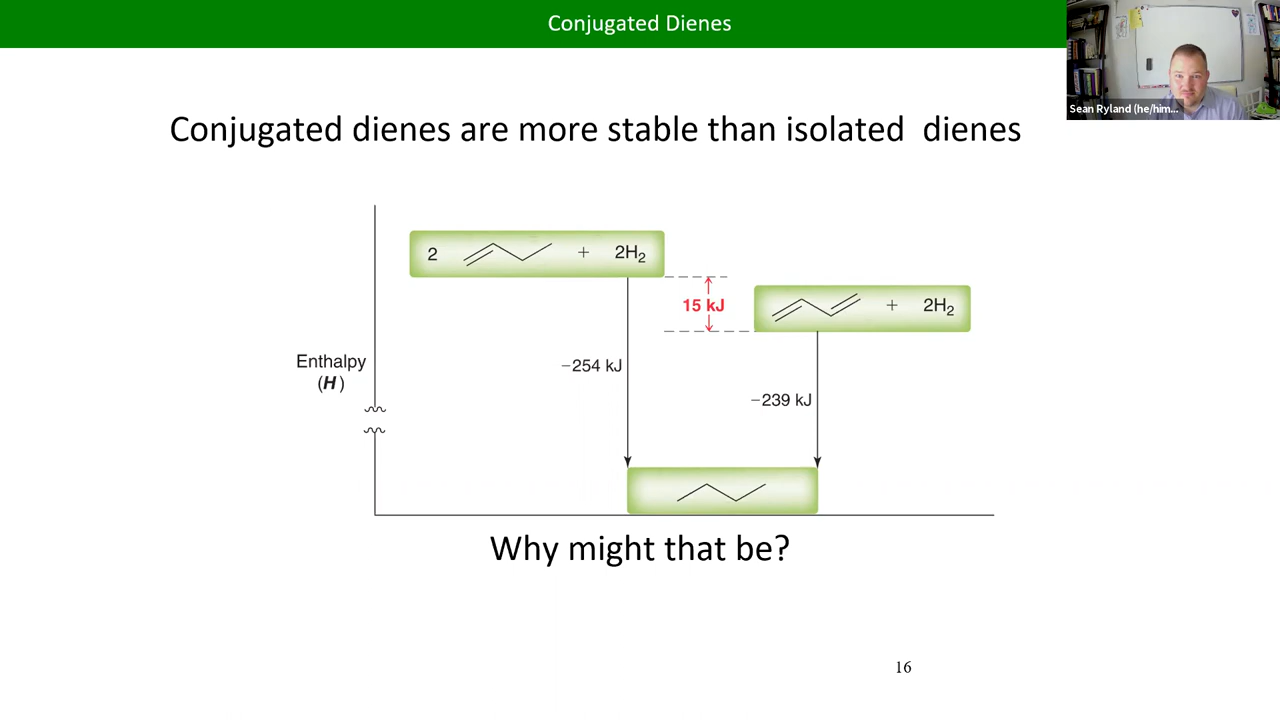 Conjugated Dienes
Sean Ryland (he/him...
Conjugated dienes are more stable than isolated dienes
2 + 2H₂
15 kJ
+ 2H₂
Enthalpy
(H)
−254 kJ
−239 kJ
Why might that be?
16